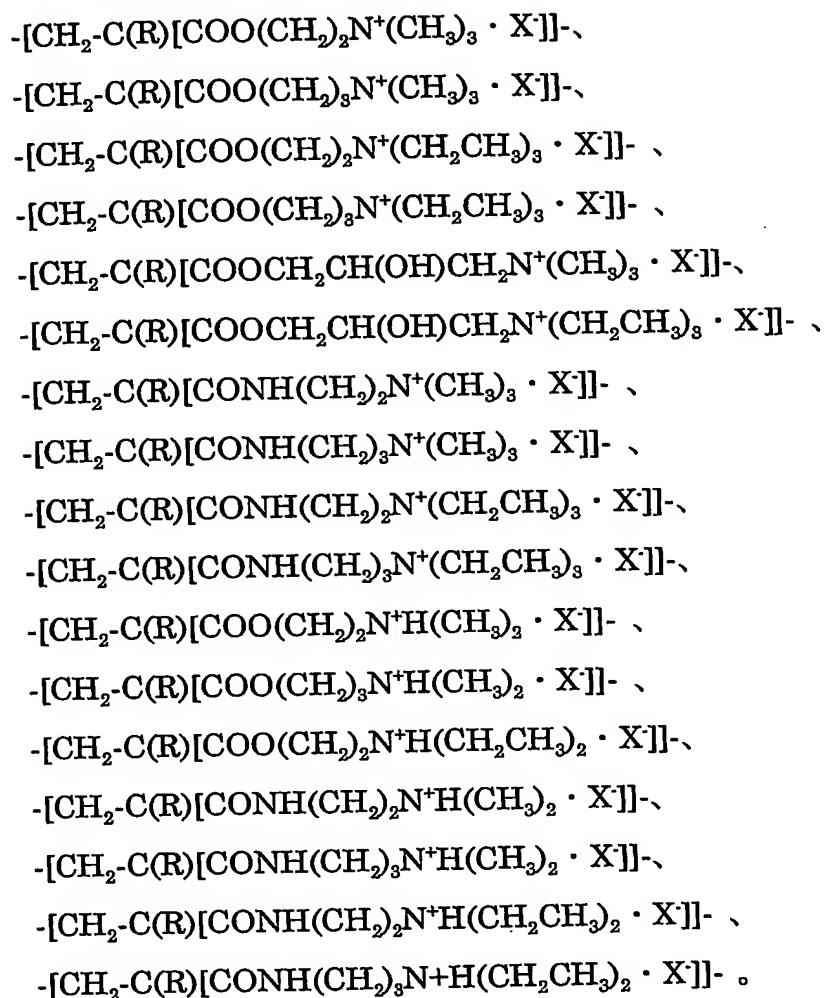 -[CH₂-C(R)[COO(CH₂)₂N⁺(CH₃)₃・X⁻]]-、
-[CH₂-C(R)[COO(CH₂)₃N⁺(CH₃)₃・X⁻]]-、
-[CH₂-C(R)[COO(CH₂)₂N⁺(CH₂CH₃)₃・X⁻]]- 、
-[CH₂-C(R)[COO(CH₂)₃N⁺(CH₂CH₃)₃・X⁻]]- 、
-[CH₂-C(R)[COOCH₂CH(OH)CH₂N⁺(CH₃)₃・X⁻]]-、
-[CH₂-C(R)[COOCH₂CH(OH)CH₂N⁺(CH₂CH₃)₃・X⁻]]- 、
-[CH₂-C(R)[CONH(CH₂)₂N⁺(CH₃)₃・X⁻]]- 、
-[CH₂-C(R)[CONH(CH₂)₃N⁺(CH₃)₃・X⁻]]- 、
-[CH₂-C(R)[CONH(CH₂)₂N⁺(CH₂CH₃)₃・X⁻]]-、
-[CH₂-C(R)[CONH(CH₂)₃N⁺(CH₂CH₃)₃・X⁻]]-、
-[CH₂-C(R)[COO(CH₂)₂N⁺H(CH₃)₂・X⁻]]- 、
-[CH₂-C(R)[COO(CH₂)₃N⁺H(CH₃)₂・X⁻]]- 、
-[CH₂-C(R)[COO(CH₂)₂N⁺H(CH₂CH₃)₂・X⁻]]-、
-[CH₂-C(R)[CONH(CH₂)₂N⁺H(CH₃)₂・X⁻]]-、
-[CH₂-C(R)[CONH(CH₂)₃N⁺H(CH₃)₂・X⁻]]-、
-[CH₂-C(R)[CONH(CH₂)₂N⁺H(CH₂CH₃)₂・X⁻]]- 、
-[CH₂-C(R)[CONH(CH₂)₃N+H(CH₂CH₃)₂・X⁻]]- 。